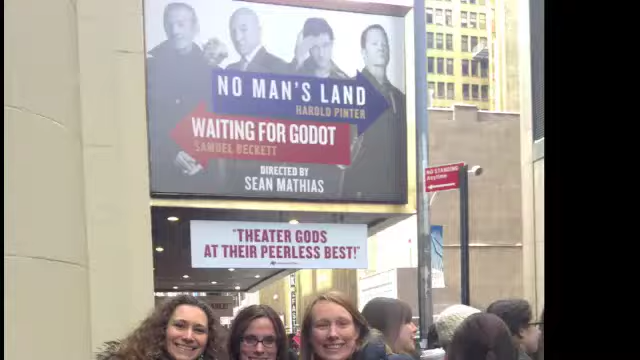 NO MAN'S LAND
HAROLD PINTER
WAITING FOR GODOT
SAMUEL BECKETT
DIRECTED BY
SEAN MATHIAS
"THEATER GODS
AT THEIR PEERLESS BEST!"
NO STANDING
Anytime